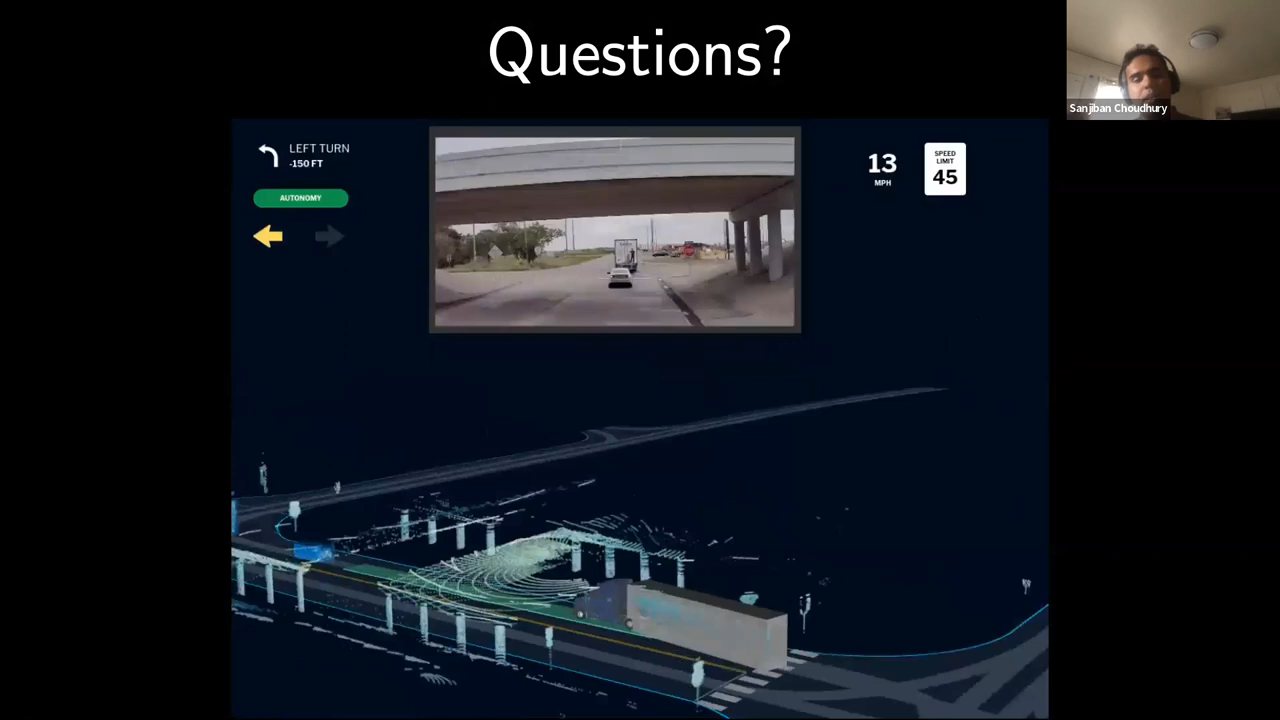 Questions?
Sanjiban Choudhury
LEFT TURN
-150 FT
AUTONOMY
13
MPH
SPEED
LIMIT
45